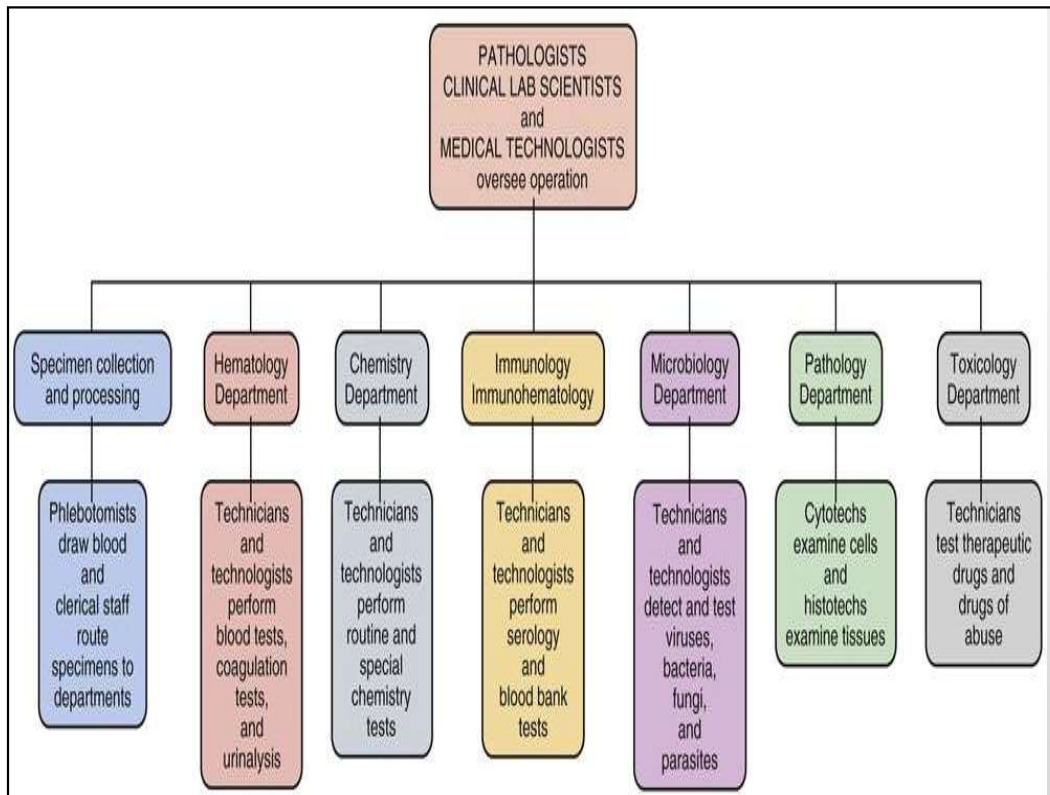 PATHOLOGISTS
CLINICAL LAB SCIENTISTS
and
MEDICAL TECHNOLOGISTS
oversee operation
Specimen collection
and processing
Hematology
Department
Chemistry
Department
Immunology
Immunohematology
Microbiology
Department
Pathology
Department
Toxicology
Department
Phlebotomists
draw blood
and
clerical staff
route
specimens to
departments
Technicians
and
technologists
perform
blood tests,
coagulation
tests,
and
urinalysis
Technicians
and
technologists
perform
routine and
special
chemistry
tests
Technicians
and
technologists
perform
serology
and
blood bank
tests
Technicians
and
technologists
detect and test
viruses,
bacteria,
fungi,
and
parasites
Cytotechs
examine cells
and
histotechs
examine tissues
Technicians
test therapeutic
drugs and
drugs of
abuse